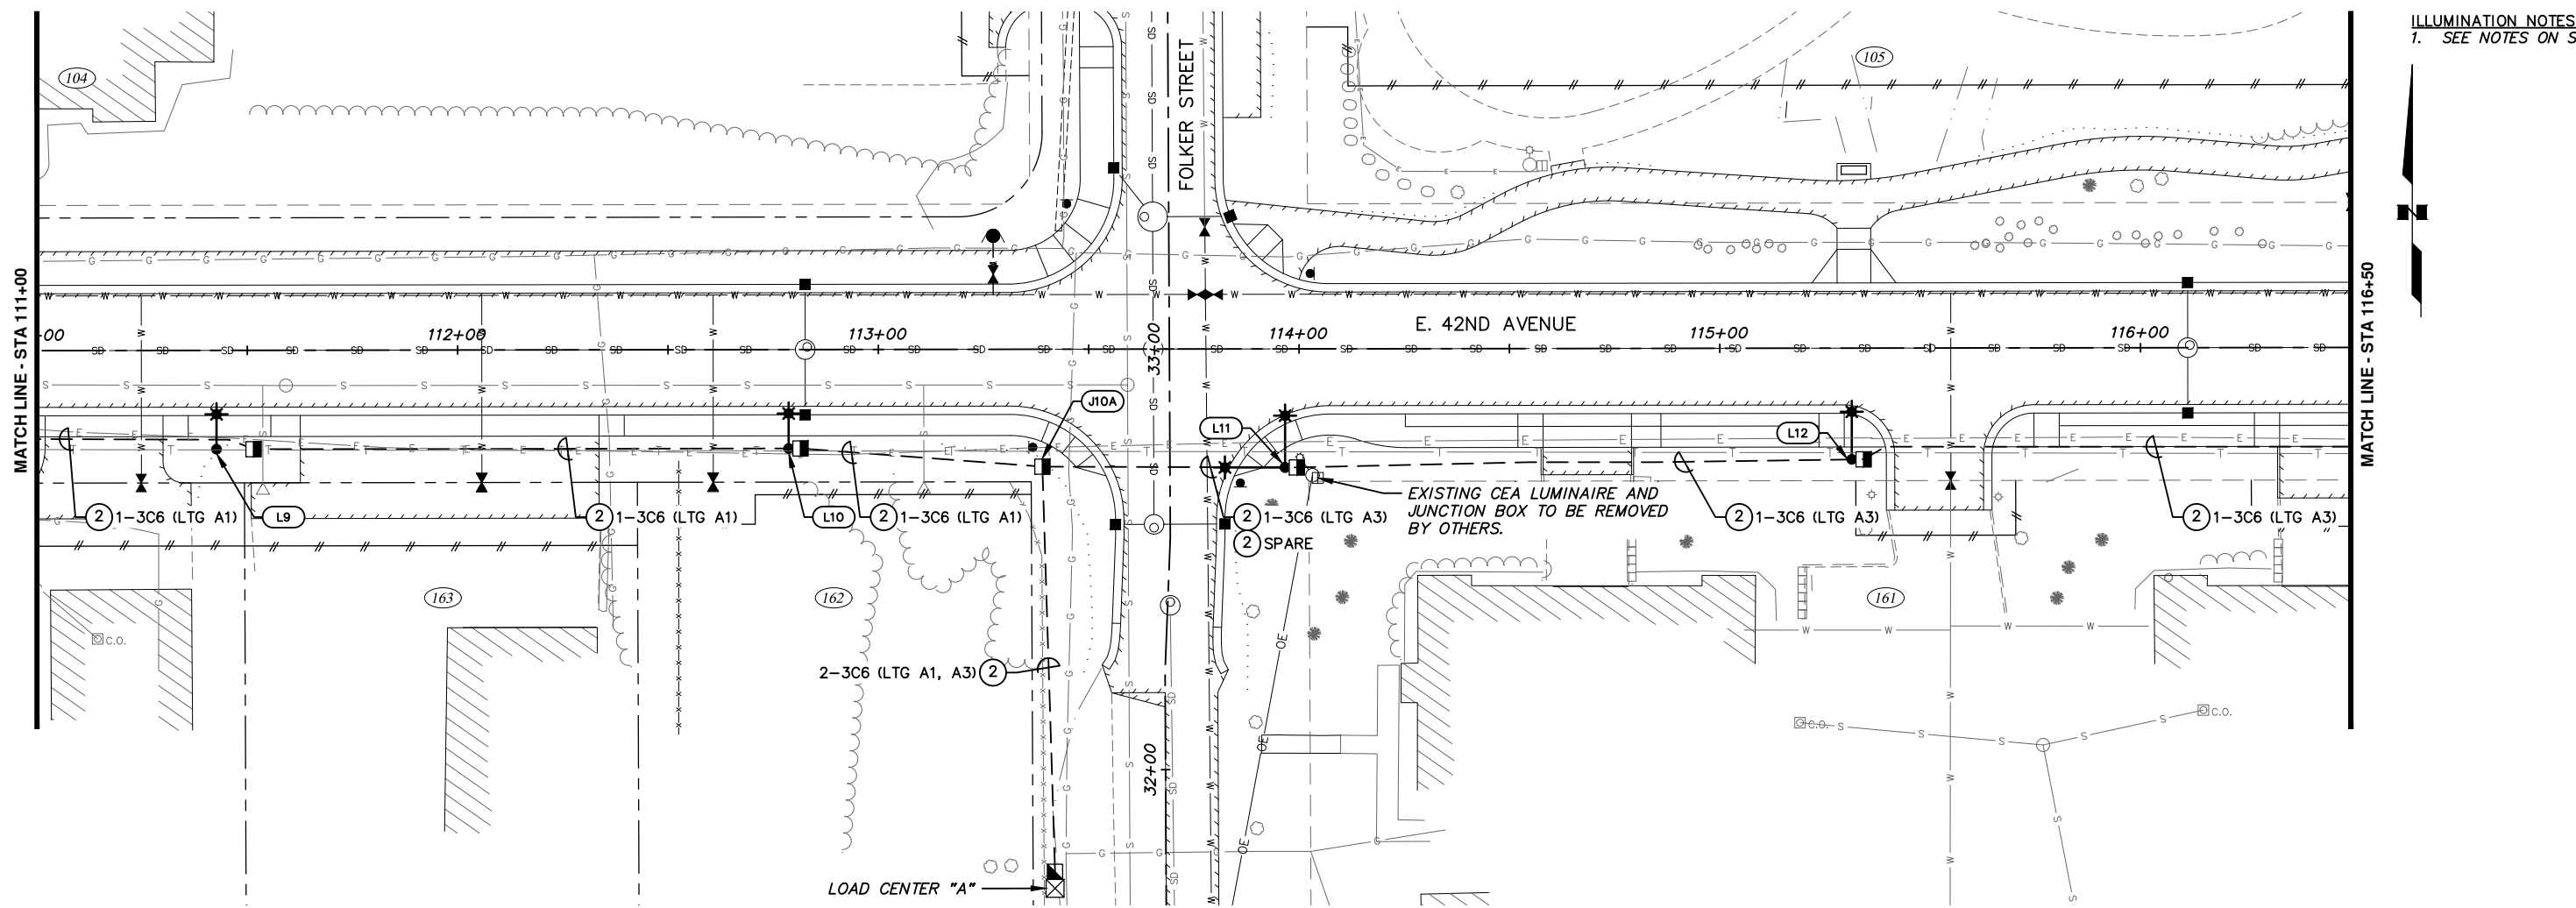 ILLUMINATION NOTES
1. SEE NOTES ON S
104
105
FOLKER STREET
MATCH LINE - STA 111+00
MATCH LINE - STA 116+50
-00
112+00
113+00
33+00
114+00
E. 42ND AVENUE
115+00
116+00
J10A
L11
L12
2 1-3C6 (LTG A1)
L9
2 1-3C6 (LTG A1)
L10
2 1-3C6 (LTG A1)
2 1-3C6 (LTG A3)
2 SPARE
EXISTING CEA LUMINAIRE AND
JUNCTION BOX TO BE REMOVED
BY OTHERS.
2 1-3C6 (LTG A3)
2 1-3C6 (LTG A3)
163
162
161
C.O.
2-3C6 (LTG A1, A3) 2
OE
OE
OE
C.O.
C.O.
32+00
LOAD CENTER "A"